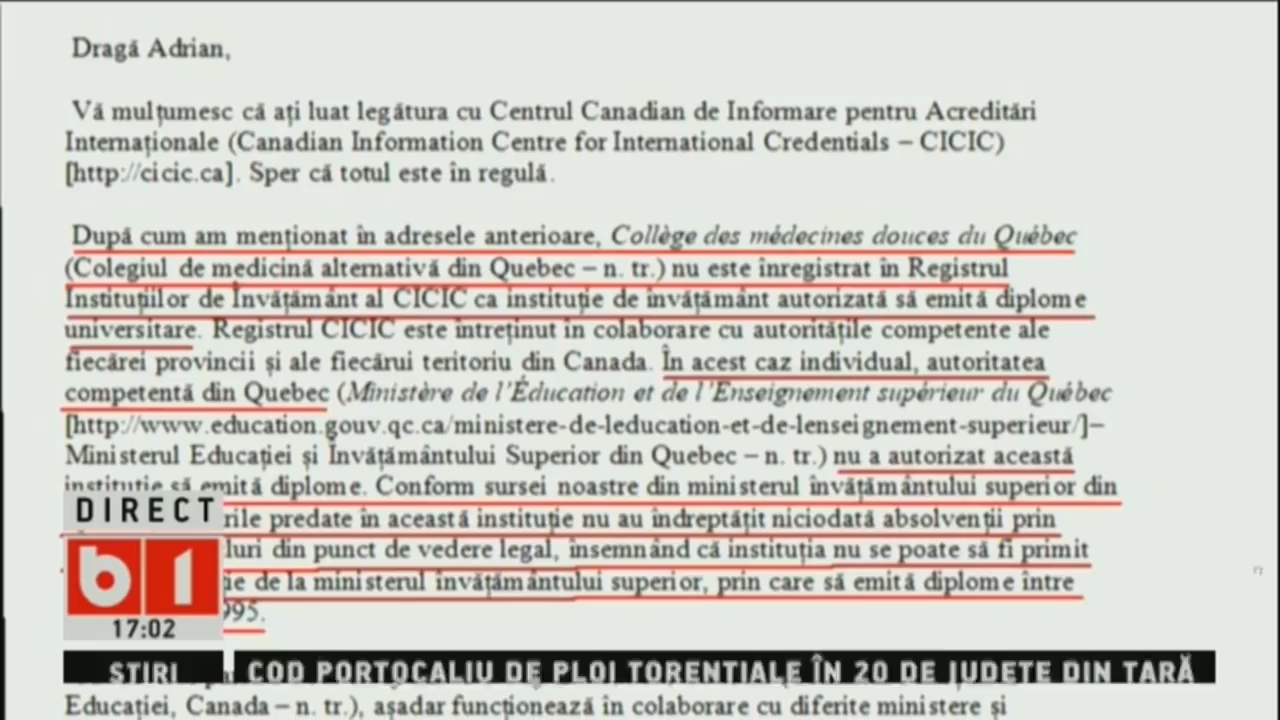 Dragă Adrian,
Vă mulțumesc că ați luat legătura cu Centrul Canadian de Informare pentru Acreditări
Internaționale (Canadian Information Centre for International Credentials – CICIC)
[http://cicic.ca]. Sper că totul este în regulă.
După cum am menționat în adresele anterioare, Collège des médecines douces du Québec
(Colegiul de medicină alternativă din Quebec – n. tr.) nu este înregistrat în Registrul
Instituțiilor de Învățământ al CICIC ca instituție de învățământ autorizată să emită diplome
universitare. Registrul CICIC este întreținut în colaborare cu autoritățile competente ale
fiecărei provincii și ale fiecărui teritoriu din Canada. În acest caz individual, autoritatea
competentă din Quebec (Ministère de l'Éducation et de l'Enseignement supérieur du Québec
[http://www.education.gouv.qc.ca/ministere-de-leducation-et-de-lenseignement-superieur/]–
Ministerul Educației și Învățământului Superior din Quebec – n. tr.) nu a autorizat această
instituție să emită diplome. Conform sursei noastre din ministerul învățământului superior din
rile predate în această instituție nu au îndreptățit niciodată absolvenții prin
luri din punct de vedere legal, însemnând că instituția nu se poate să fi primit
ie de la ministerul învățământului superior, prin care să emită diplome între
995.
DIRECT
b1
17:02
ȘTIRI
COD PORTOCALIU DE PLOI TORENȚIALE ÎN 20 DE JUDEȚE DIN ȚARĂ
Educației, Canada – n. tr.), așadar funcționează în colaborare cu diferite ministere și